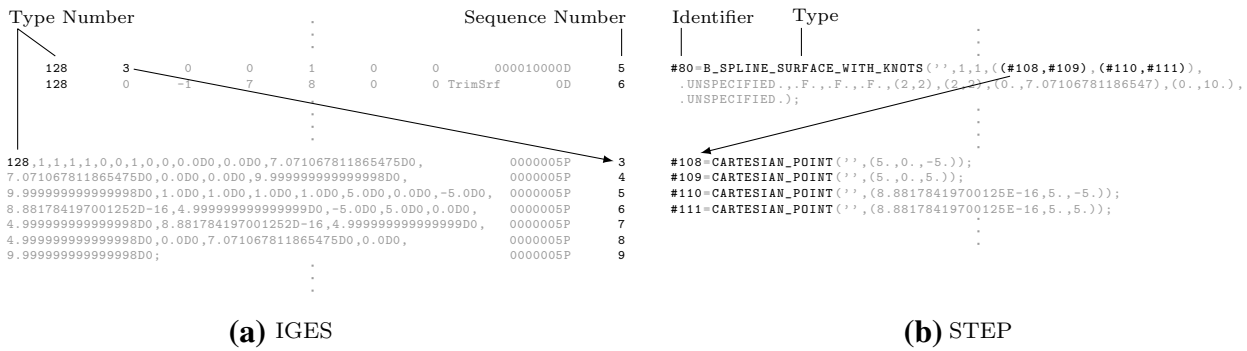 Type Number Sequence Number
128 3 0 0 1 0 0 000010000D 5
128 0 -1 7 8 0 0 TrimSrf 0D 6
128,1,1,1,1,0,0,1,0,0,0.0D0,0.0D0,7.071067811865475D0, 0000005P 3
7.071067811865475D0,0.0D0,0.0D0,9.999999999999998D0, 0000005P 4
9.999999999999998D0,1.0D0,1.0D0,1.0D0,1.0D0,5.0D0,0.0D0,-5.0D0, 0000005P 5
8.881784197001252D-16,4.999999999999999D0,-5.0D0,5.0D0,0.0D0, 0000005P 6
4.999999999999998D0,8.881784197001252D-16,4.999999999999999D0, 0000005P 7
4.999999999999998D0,0.0D0,7.071067811865475D0,0.0D0, 0000005P 8
9.999999999999998D0; 0000005P 9
(a) IGES
Identifier Type
#80=B_SPLINE_SURFACE_WITH_KNOTS('',1,1,((#108,#109),(#110,#111)),
.UNSPECIFIED.,.F.,.F.,.F.,(2,2),(2,2),(0.,7.07106781186547),(0.,10.),
.UNSPECIFIED.);
#108=CARTESIAN_POINT('',(5.,0.,-5.));
#109=CARTESIAN_POINT('',(5.,0.,5.));
#110=CARTESIAN_POINT('',(8.88178419700125E-16,5.,-5.));
#111=CARTESIAN_POINT('',(8.88178419700125E-16,5.,5.));
(b) STEP